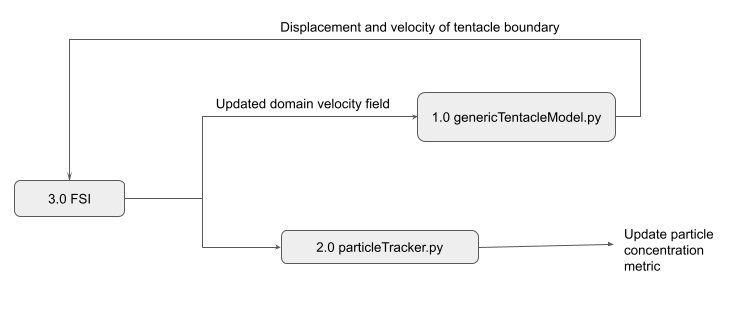 Displacement and velocity of tentacle boundary
Updated domain velocity field
1.0 genericTentacleModel.py
3.0 FSI
2.0 particleTracker.py
Update particle
concentration
metric